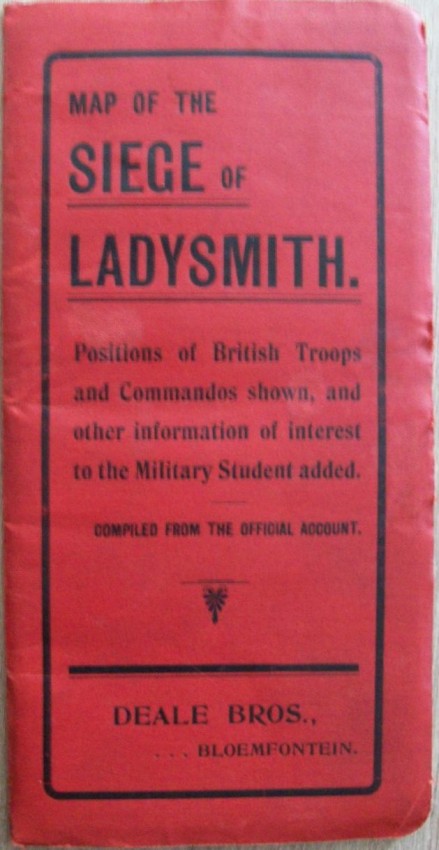 MAP OF THE
SIEGE OF
LADYSMITH.
Positions of British Troops
and Commandos shown, and
other information of interest
to the Military Student added.
COMPILED FROM THE OFFICIAL ACCOUNT.
DEALE BROS.,
. . . BLOEMFONTEIN.